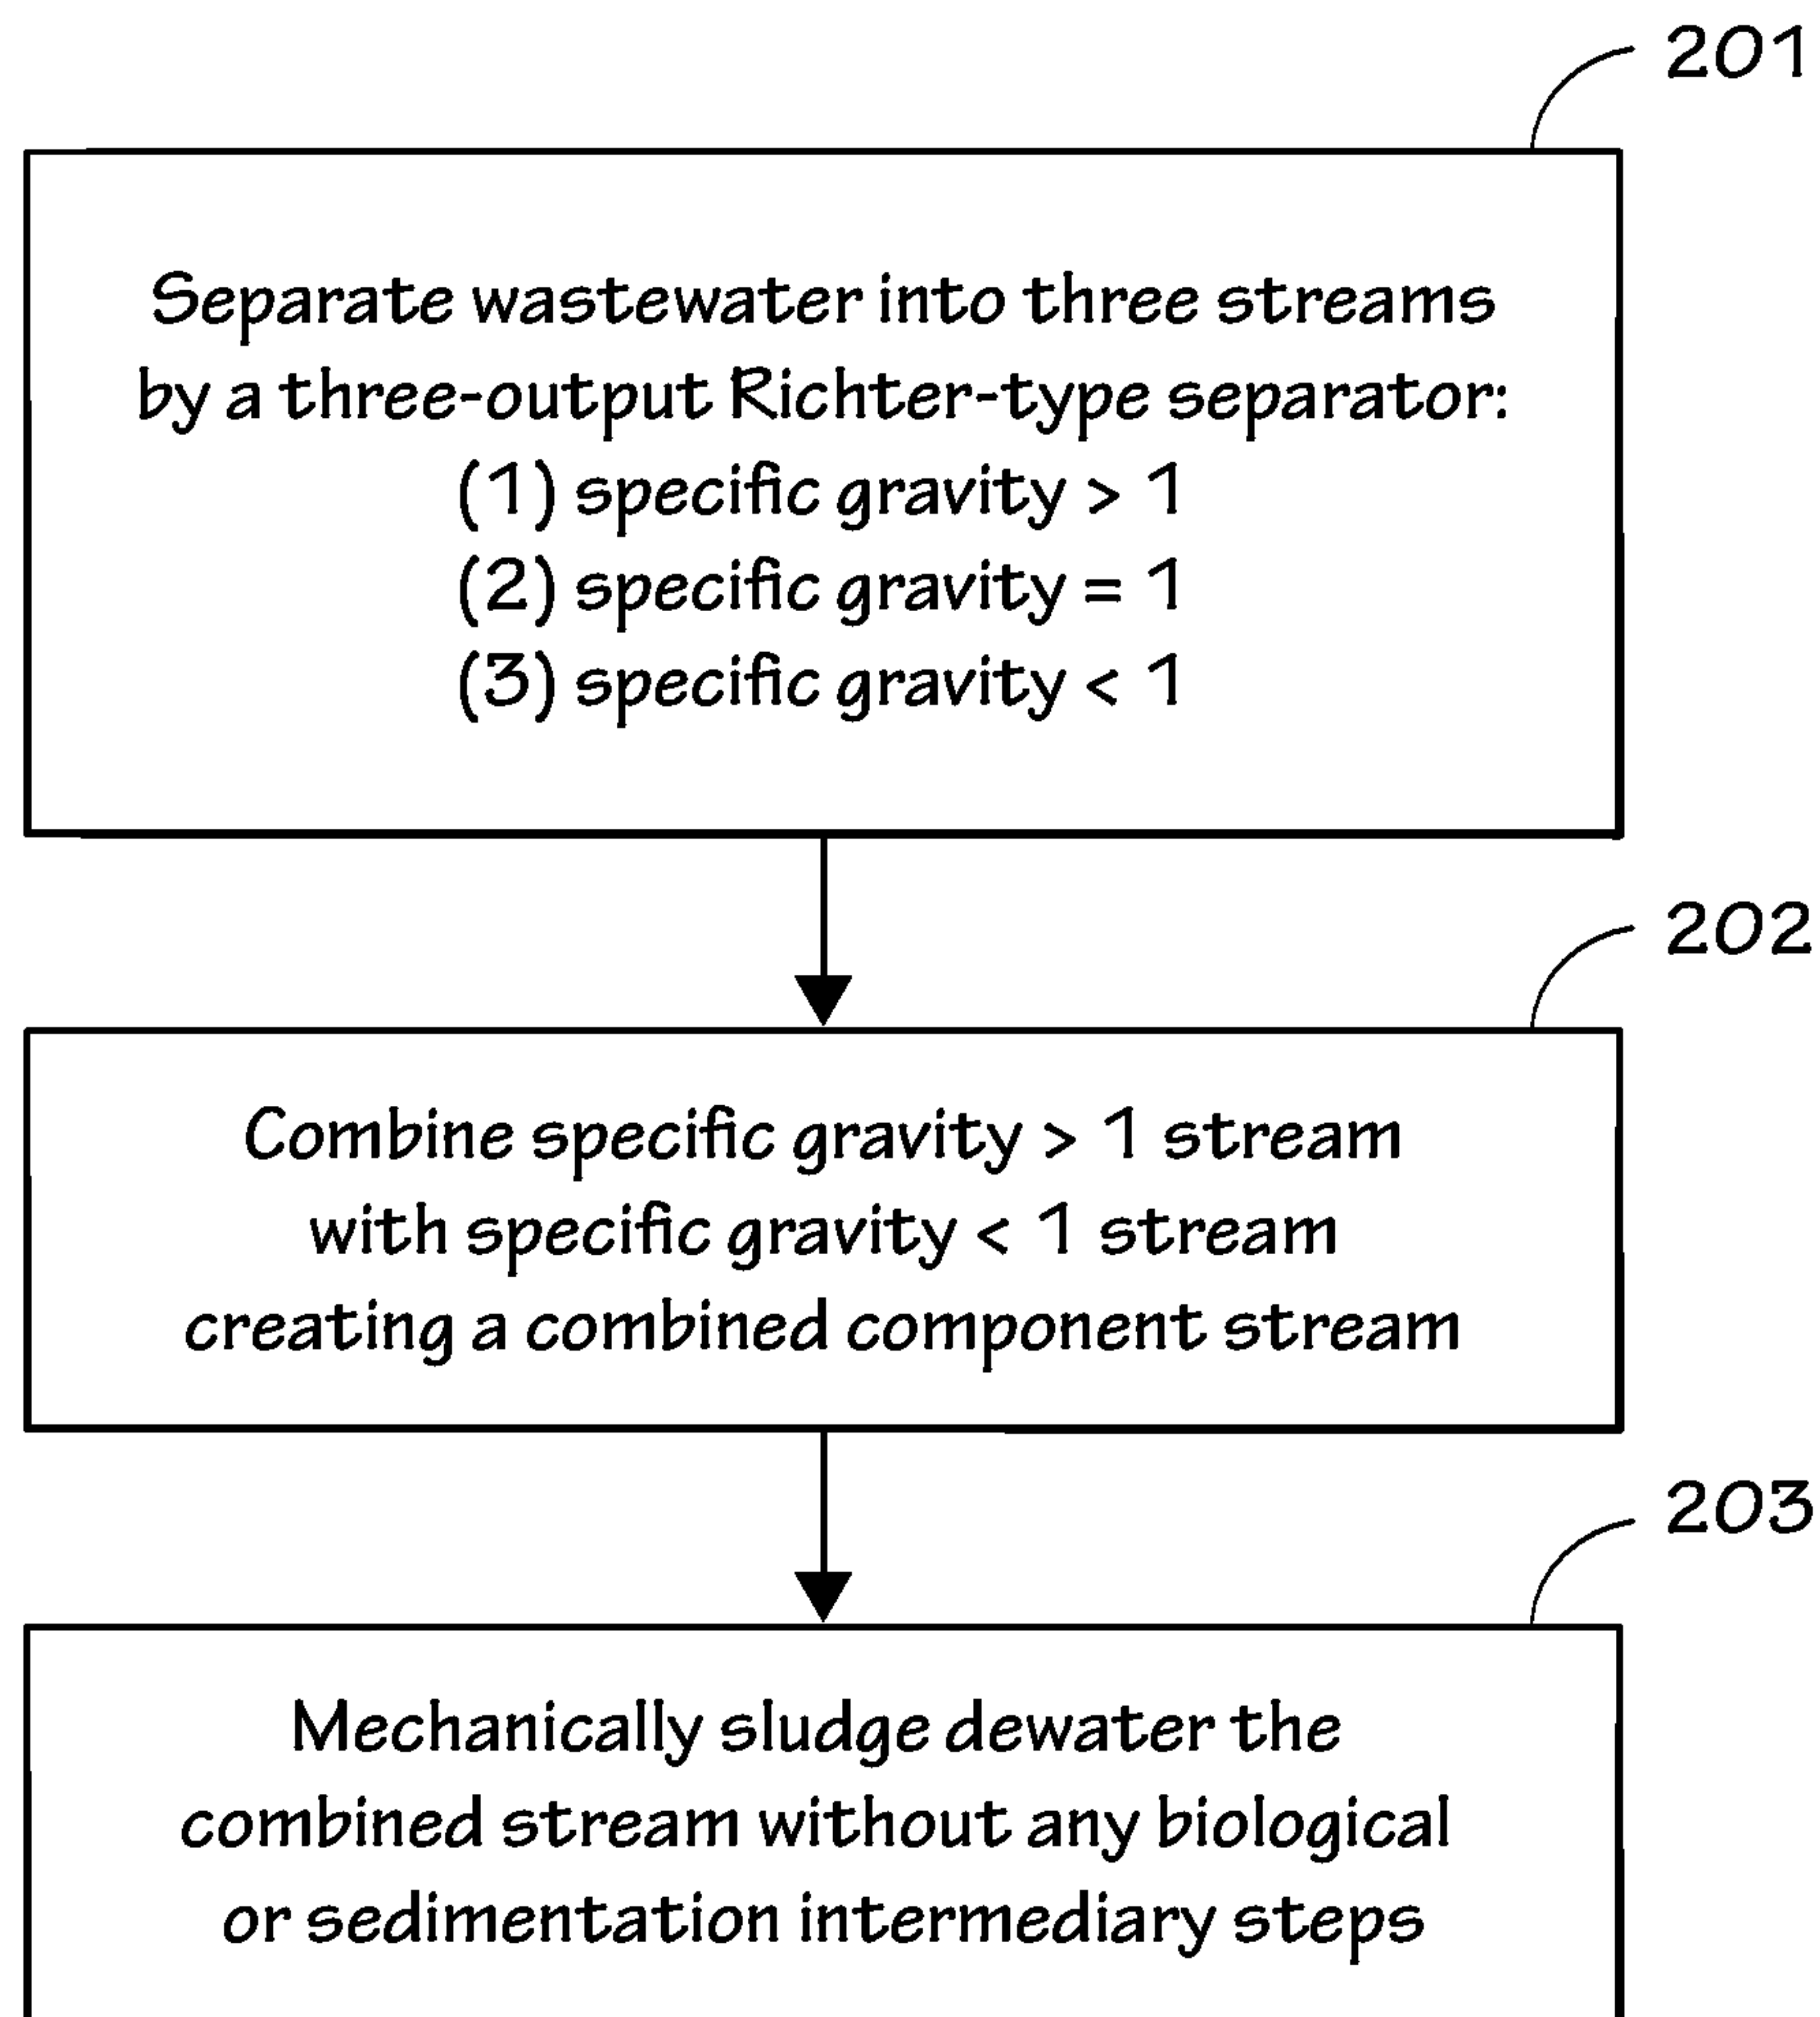 201
Separate wastewater into three streams
by a three-output Richter-type separator:
(1) specific gravity > 1
(2) specific gravity = 1
(3) specific gravity < 1
202
Combine specific gravity > 1 stream
with specific gravity < 1 stream
creating a combined component stream
203
Mechanically sludge dewater the
combined stream without any biological
or sedimentation intermediary steps